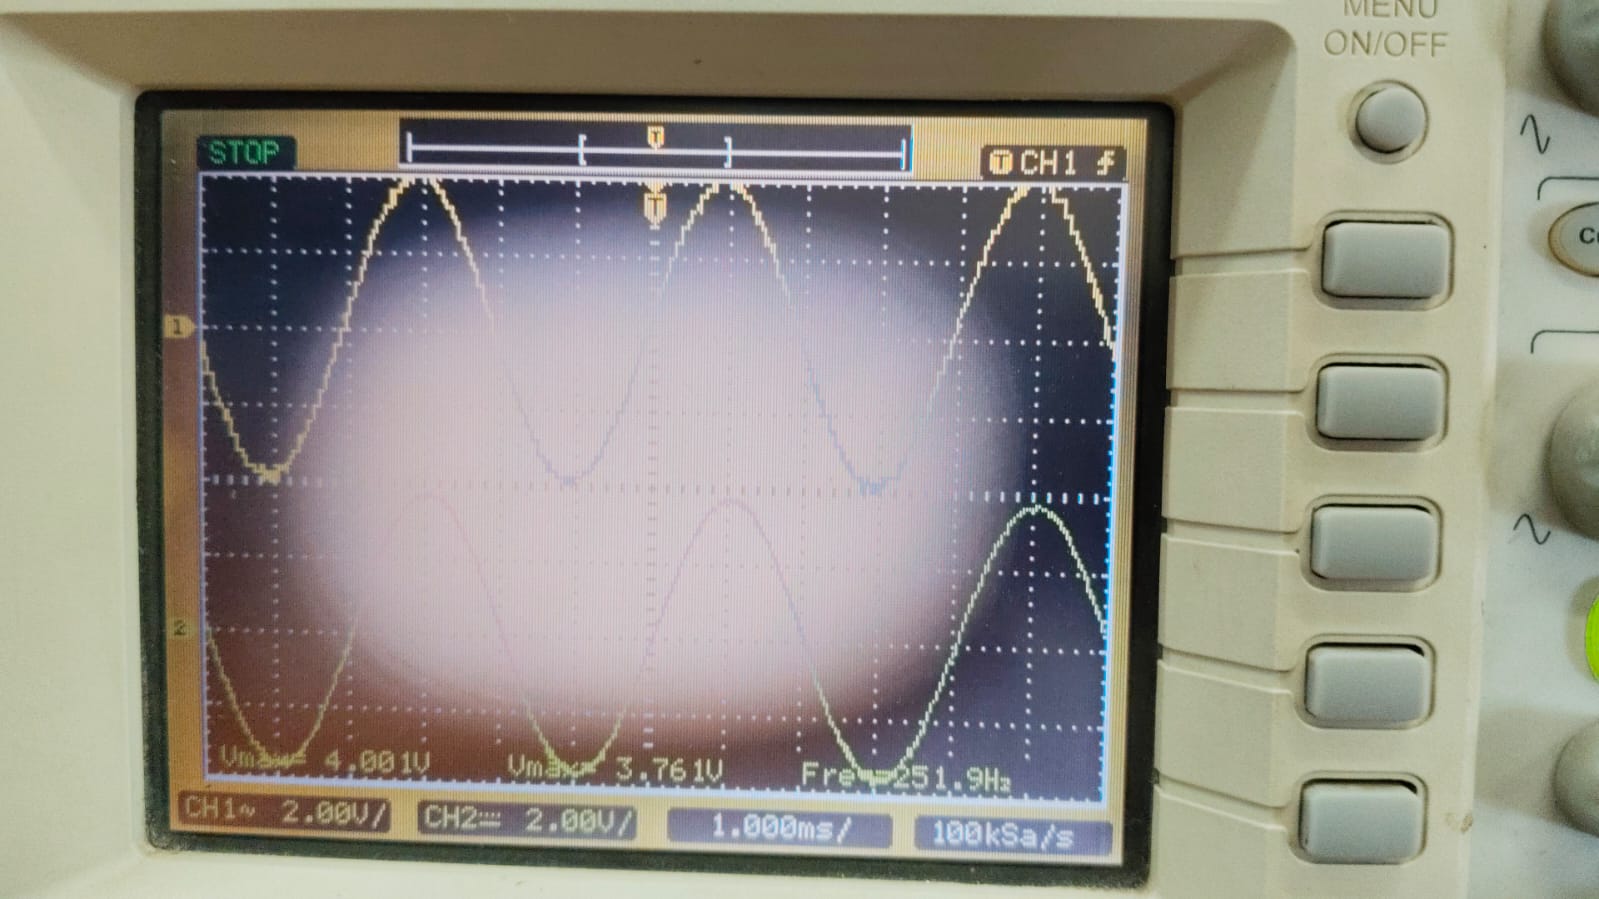 MENU
ON/OFF
STOP
T
T CH1
T
1
2
Vmax= 4.001V Vmax= 3.761V Freq=251.9Hz
CH1~ 2.00V/ CH2 2.00V/ 1.000ms/ 100kSa/s